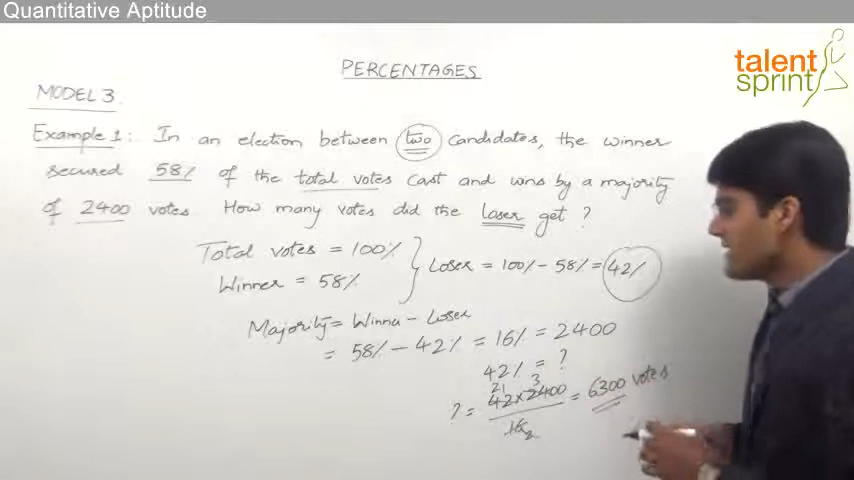 Quantitative Aptitude
talent
sprint
PERCENTAGES
MODEL 3.
Example 1: In an election between two candidates, the winner
secured 58% of the total votes cast and wins by a majority
of 2400 votes How many votes did the loser get ?
Total votes = 100%
Winner = 58%
Loser = 100% - 58% = 42%
Majority = Winner - Loser
= 58% - 42% = 16% = 2400
42% = ?
21 3
? = 42 x 2400 = 6300 votes
16 2